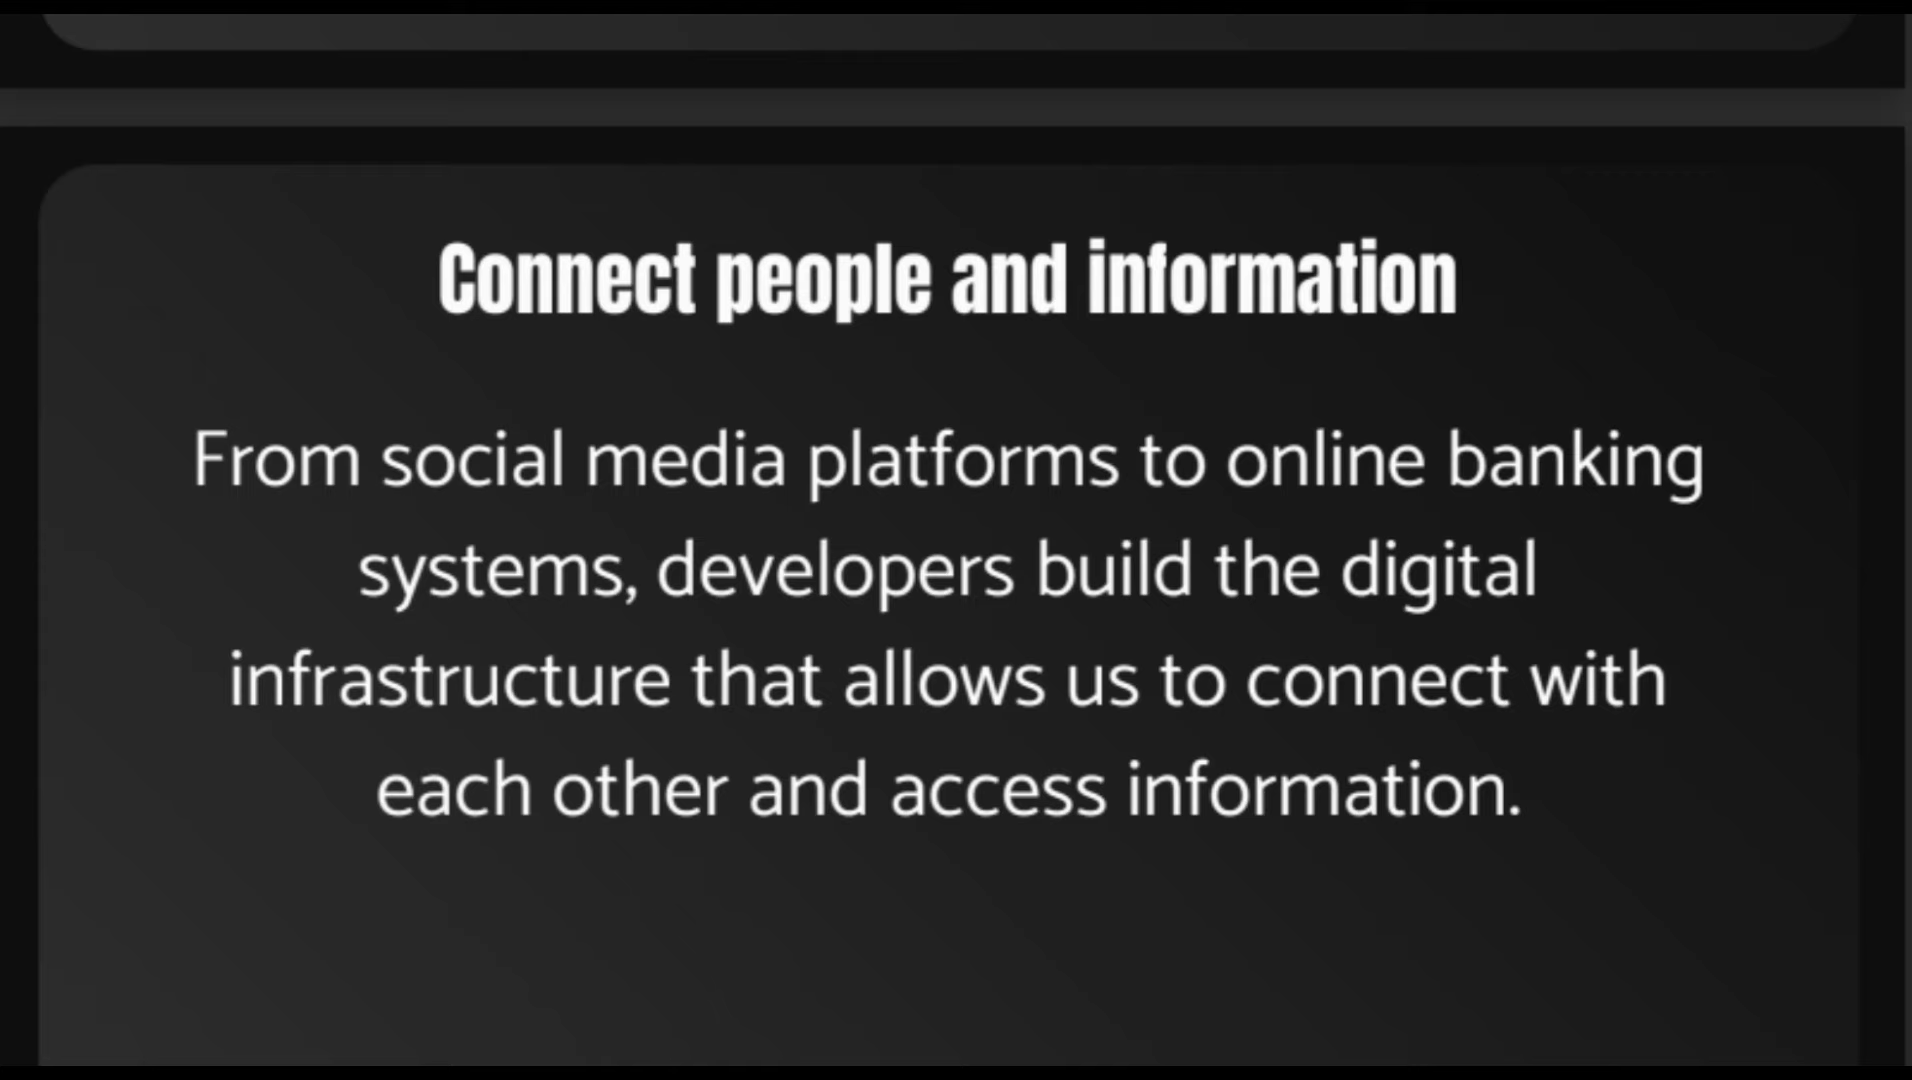 Connect people and information
From social media platforms to online banking
systems, developers build the digital
infrastructure that allows us to connect with
each other and access information.